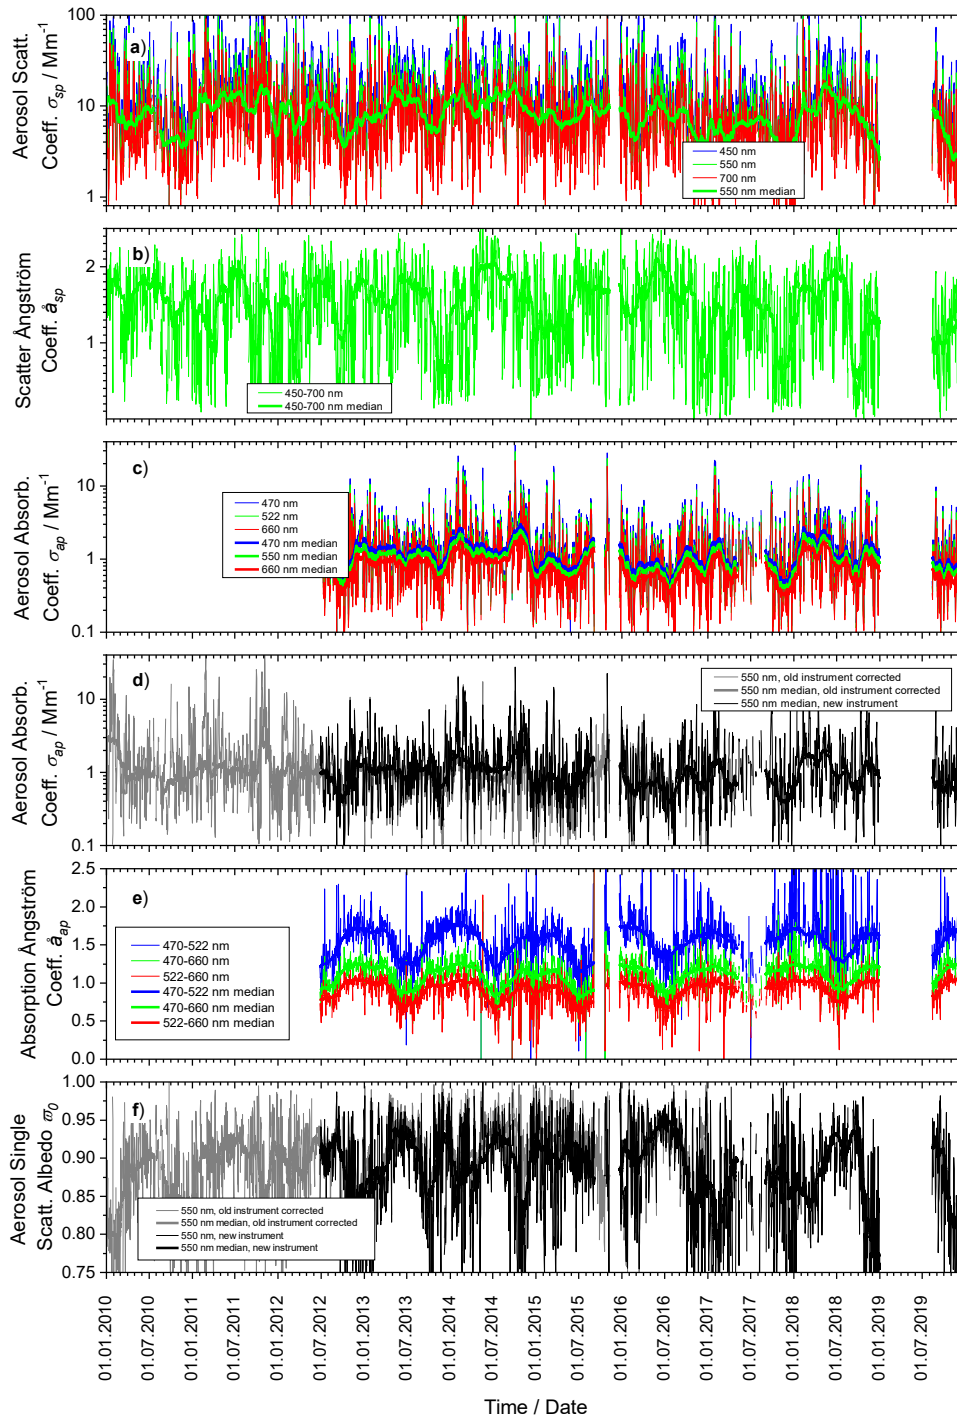 Aerosol Scatt.
Coeff. σsp / Mm-1
100
10
1
a)
450 nm
550 nm
700 nm
550 nm median
Scatter Ångström
Coeff. åsp
2
1
b)
450-700 nm
450-700 nm median
Aerosol Absorb.
Coeff. σap / Mm-1
10
1
0.1
c)
470 nm
522 nm
660 nm
470 nm median
550 nm median
660 nm median
Aerosol Absorb.
Coeff. σap / Mm-1
10
1
0.1
d)
550 nm, old instrument corrected
550 nm median, old instrument corrected
550 nm median, new instrument
Absorption Ångström
Coeff. åap
2.5
2.0
1.5
1.0
0.5
0.0
e)
470-522 nm
470-660 nm
522-660 nm
470-522 nm median
470-660 nm median
522-660 nm median
Aerosol Single
Scatt. Albedo ϖ0
1.00
0.95
0.90
0.85
0.80
0.75
f)
550 nm, old instrument corrected
550 nm median, old instrument corrected
550 nm, new instrument
550 nm median, new instrument
01.01.2010
01.07.2010
01.01.2011
01.07.2011
01.01.2012
01.07.2012
01.01.2013
01.07.2013
01.01.2014
01.07.2014
01.01.2015
01.07.2015
01.01.2016
01.07.2016
01.01.2017
01.07.2017
01.01.2018
01.07.2018
01.01.2019
01.07.2019
Time / Date